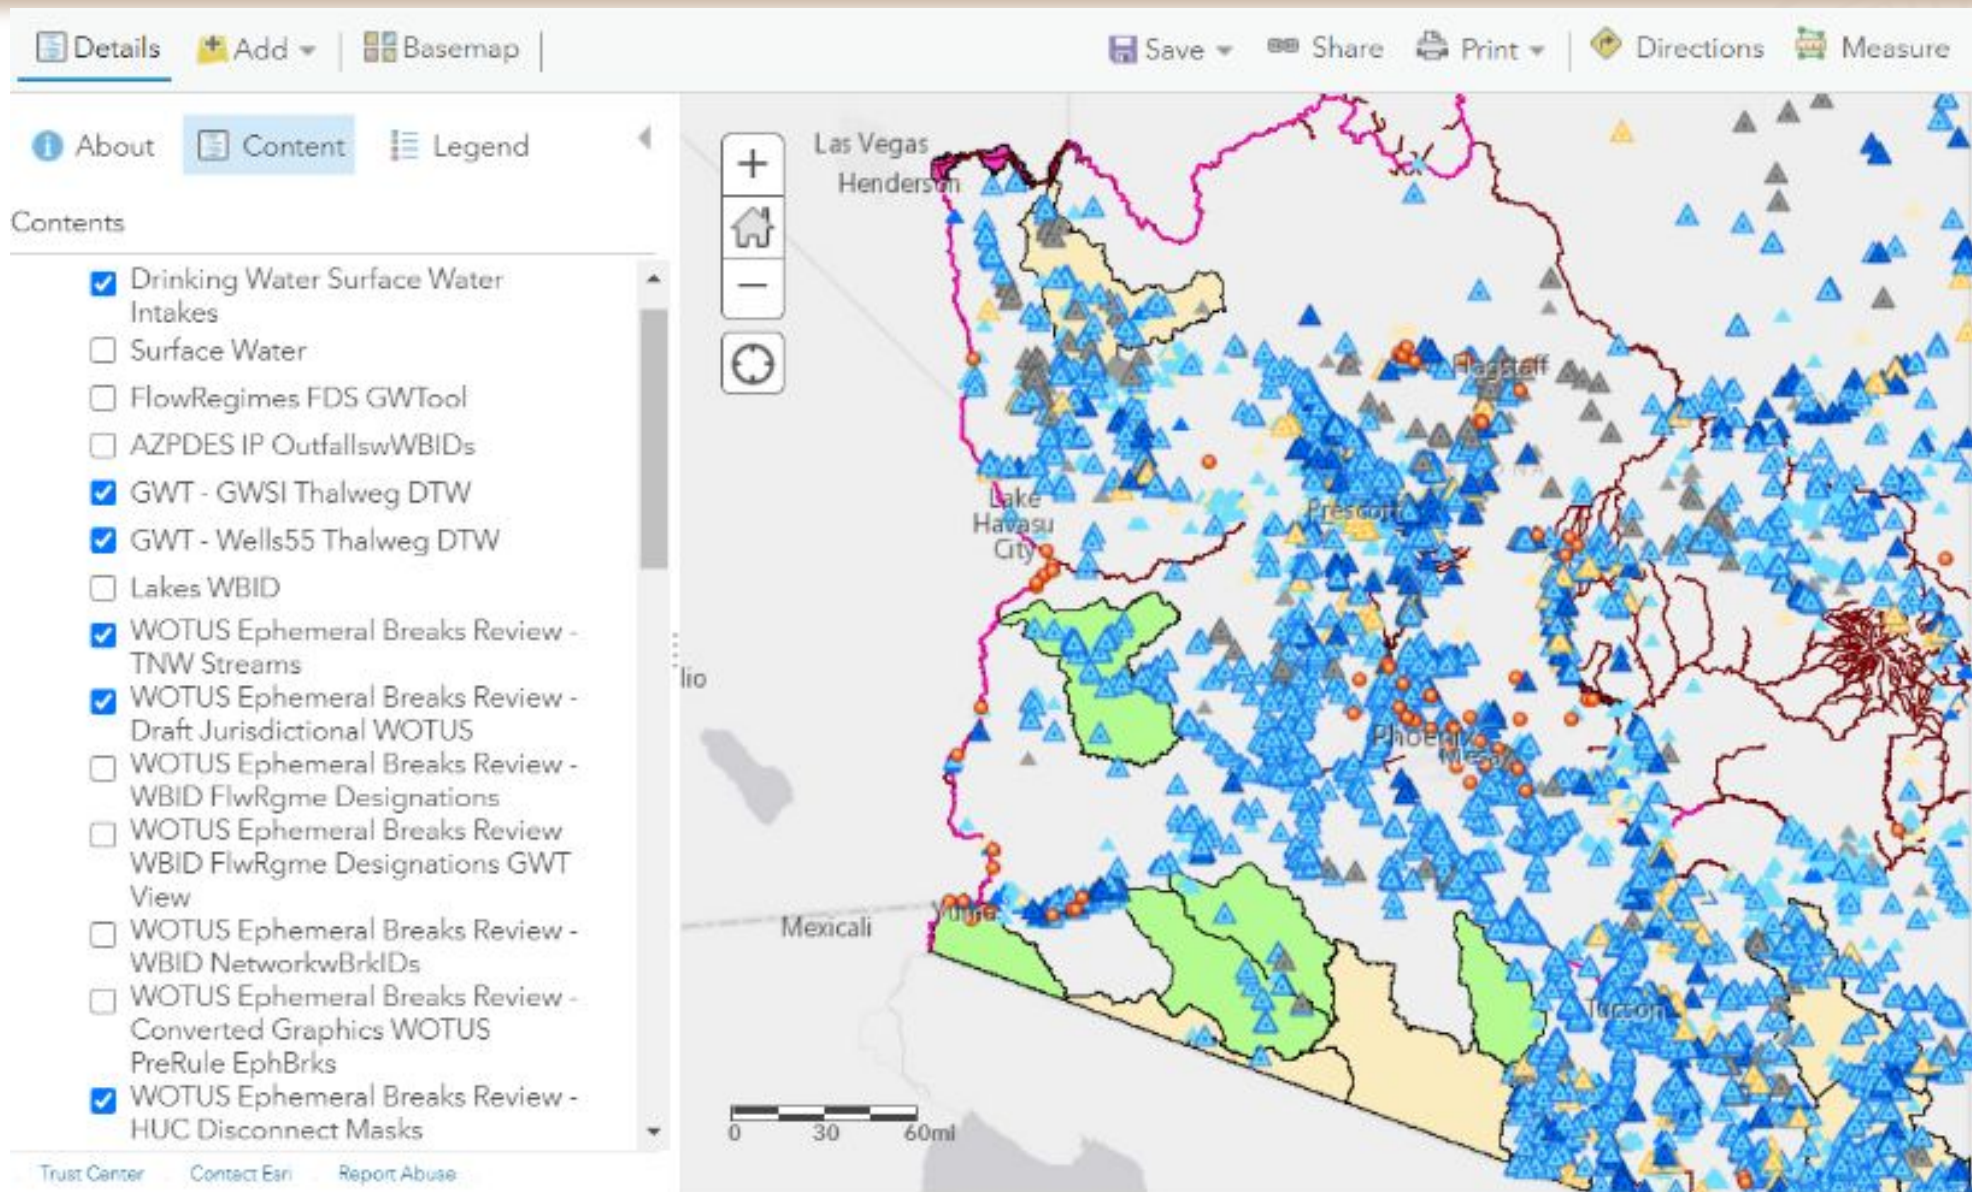 Details Add Basemap Save Share Print Directions Measure
About Content Legend
Contents
Drinking Water Surface Water
Intakes
Surface Water
FlowRegimes FDS GWTool
AZPDES IP OutfallswWBIDs
GWT - GWSI Thalweg DTW
GWT - Wells55 Thalweg DTW
Lakes WBID
WOTUS Ephemeral Breaks Review -
TNW Streams
WOTUS Ephemeral Breaks Review -
Draft Jurisdictional WOTUS
WOTUS Ephemeral Breaks Review -
WBID FlwRgme Designations
WOTUS Ephemeral Breaks Review
WBID FlwRgme Designations GWT
View
WOTUS Ephemeral Breaks Review -
WBID NetworkwBrkIDs
WOTUS Ephemeral Breaks Review -
Converted Graphics WOTUS
PreRule EphBrks
WOTUS Ephemeral Breaks Review -
HUC Disconnect Masks
Trust Center Contact Esri Report Abuse
Las Vegas
Henderson
Flagstaff
Lake
Havasu
City
Prescott
lio
Phoenix
Mesa
Mexicali
Yuma
Tucson
0 30 60mi